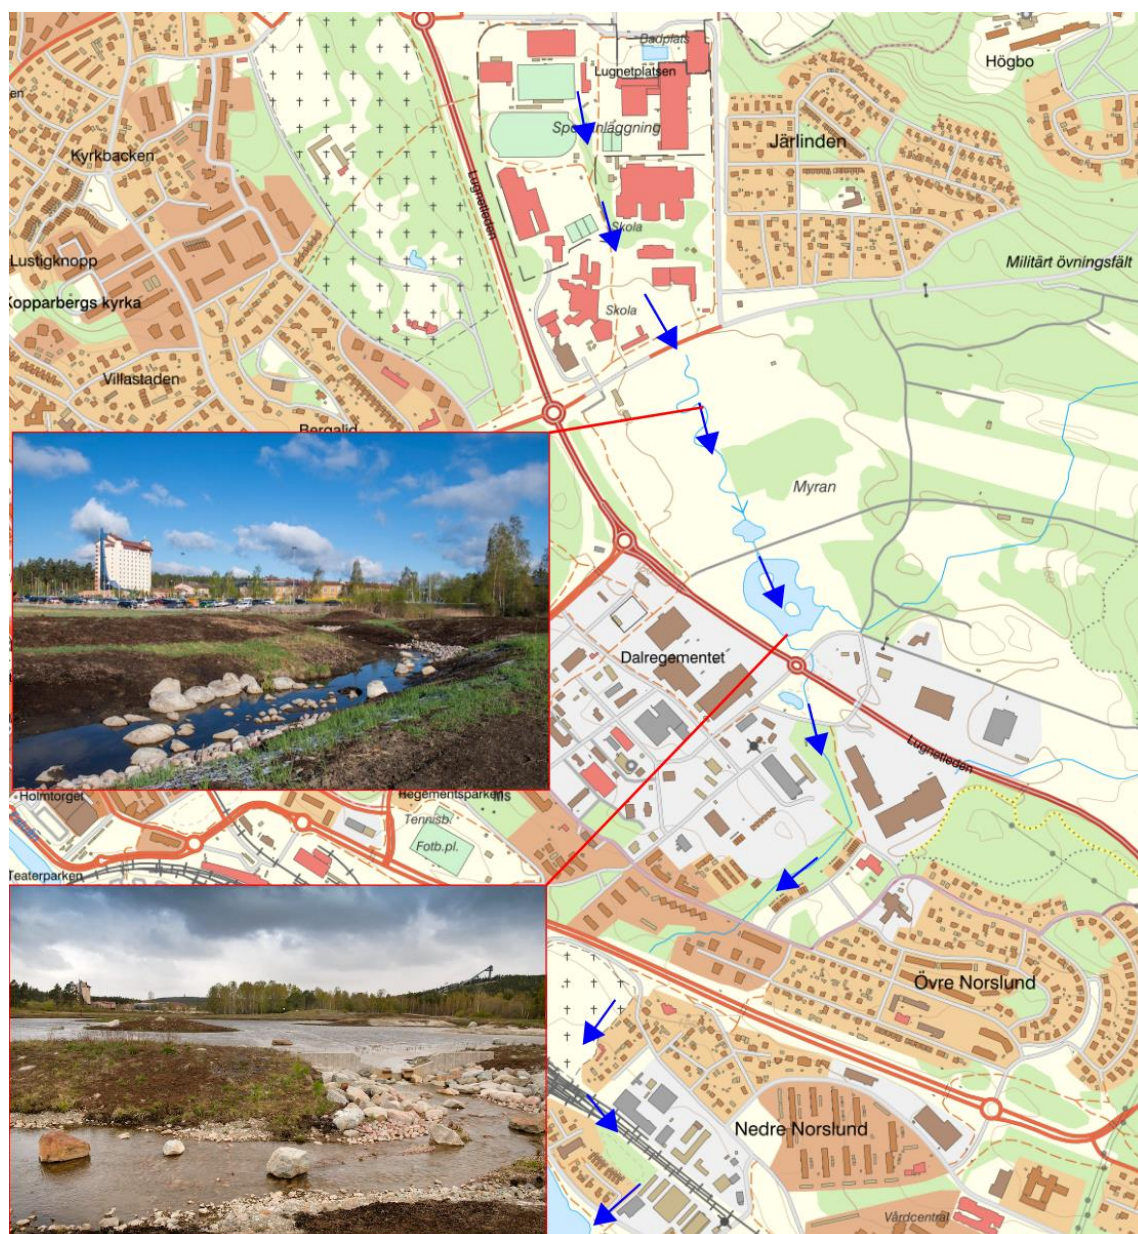 Badplats
Lugnetplatsen
Högbo
Kyrkbacken
Järlinden
Lugnetleden
Lustigknopp
Skola
Militärt övningsfält
Kopparbergs kyrka
Skola
Villastaden
Bergalid
Myran
Dalregementet
Lugnetleden
Holmtorget
Regementsparken
Tennisb.
Fotb.pl.
Teaterparken
Övre Norslund
Nedre Norslund
Vårdcentral